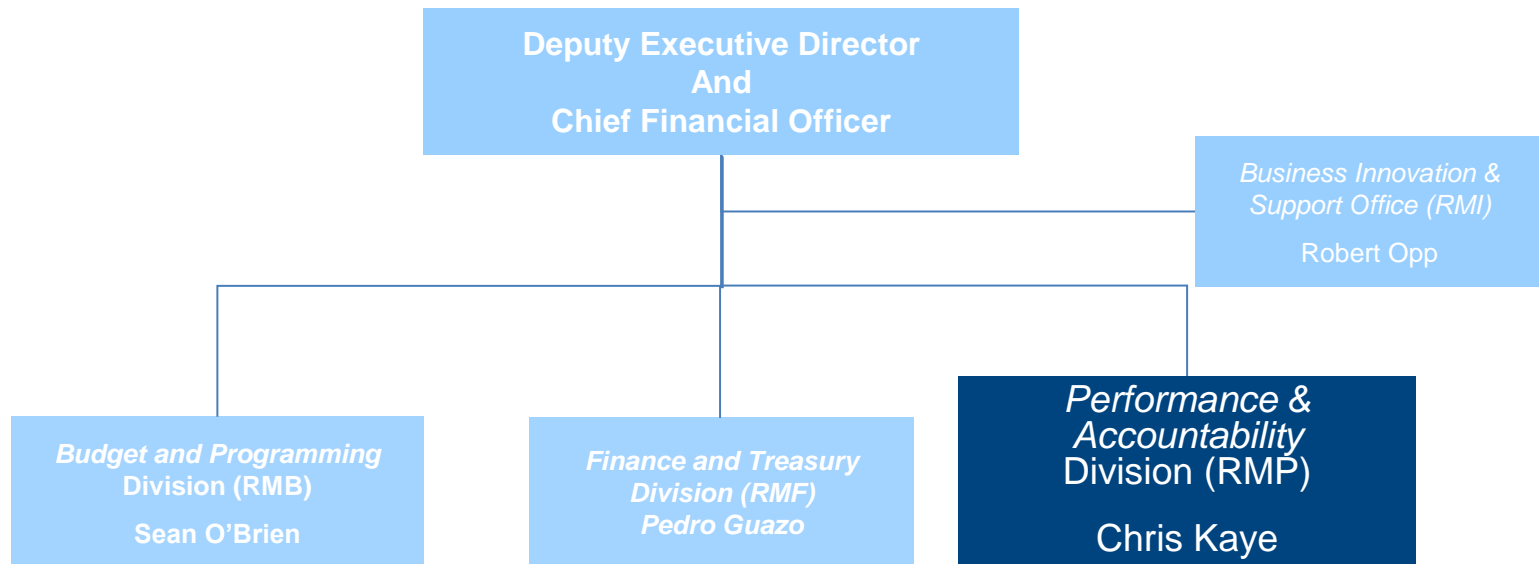 Deputy Executive Director
And
Chief Financial Officer
Business Innovation &
Support Office (RMI)
Robert Opp
Budget and Programming
Division (RMB)
Sean O’Brien
Finance and Treasury
Division (RMF)
Pedro Guazo
Performance &
Accountability
Division (RMP)
Chris Kaye